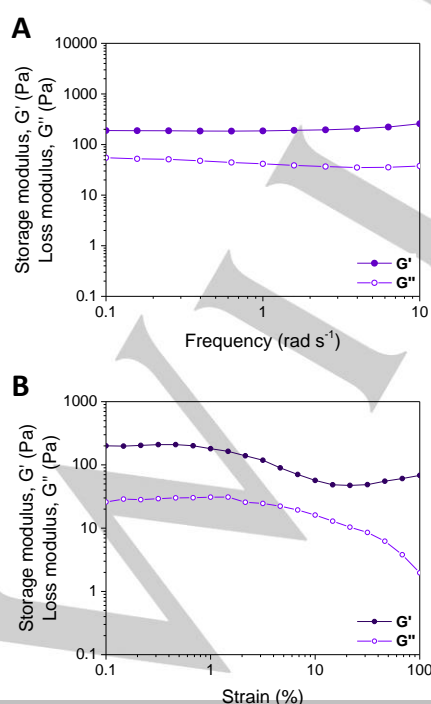 A
Storage modulus, G' (Pa)
Loss modulus, G" (Pa)
10000
1000
100
10
1
0.1
0.1 1 10
Frequency (rad s⁻¹)
G'
G"
B
Storage modulus, G' (Pa)
Loss modulus, G" (Pa)
1000
100
10
1
0.1
0.1 1 10 100
Strain (%)
G'
G"